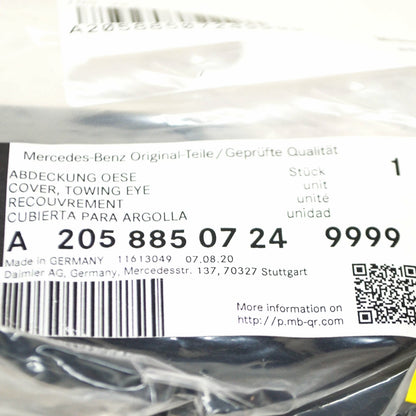 Mercedes-Benz Original-Teile/Geprüfte Qualität
ABDECKUNG OESE Stück 1
COVER, TOWING EYE unit
RECOUVREMENT unité
CUBIERTA PARA ARGOLLA unidad
A 205 885 07 24 9999
Made in GERMANY 11613049 07.08.20
Daimler AG, Germany, Mercedesstr. 137, 70327 Stuttgart
More information on
http://p.mb-qr.com